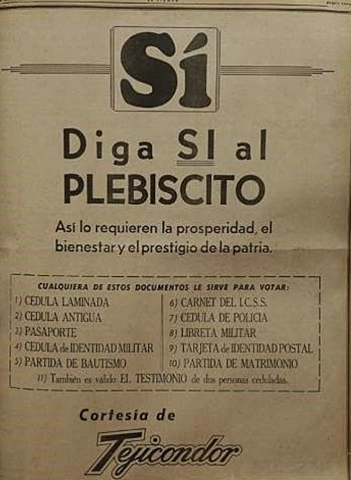 Sí
Diga SI al
PLEBISCITO
Así lo requieren la prosperidad, el
bienestar y el prestigio de la patria.
CUALQUIERA DE ESTOS DOCUMENTOS LE SIRVE PARA VOTAR:
1) CEDULA LAMINADA
2) CEDULA ANTIGUA
3) PASAPORTE
4) CEDULA de IDENTIDAD MILITAR
5) PARTIDA DE BAUTISMO
6) CARNET DEL I.C.S.S.
7) CEDULA DE POLICIA
8) LIBRETA MILITAR
9) TARJETA de IDENTIDAD POSTAL
10) PARTIDA DE MATRIMONIO
11) También es valido EL TESTIMONIO de dos personas ceduladas.
Cortesía de
Tejicondor